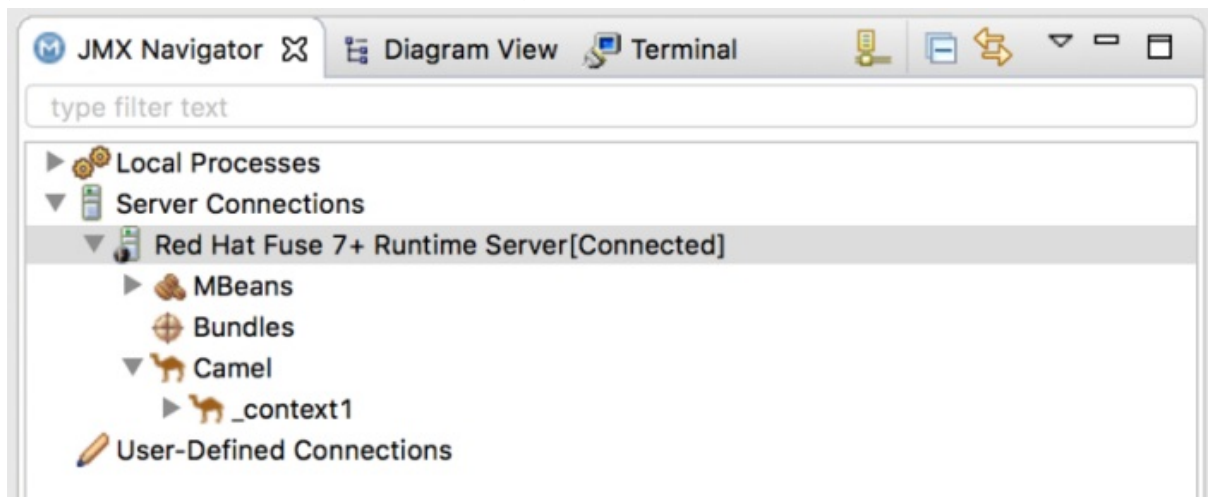 JMX Navigator Diagram View Terminal
type filter text
Local Processes
Server Connections
Red Hat Fuse 7+ Runtime Server[Connected]
MBeans
Bundles
Camel
_context1
User-Defined Connections